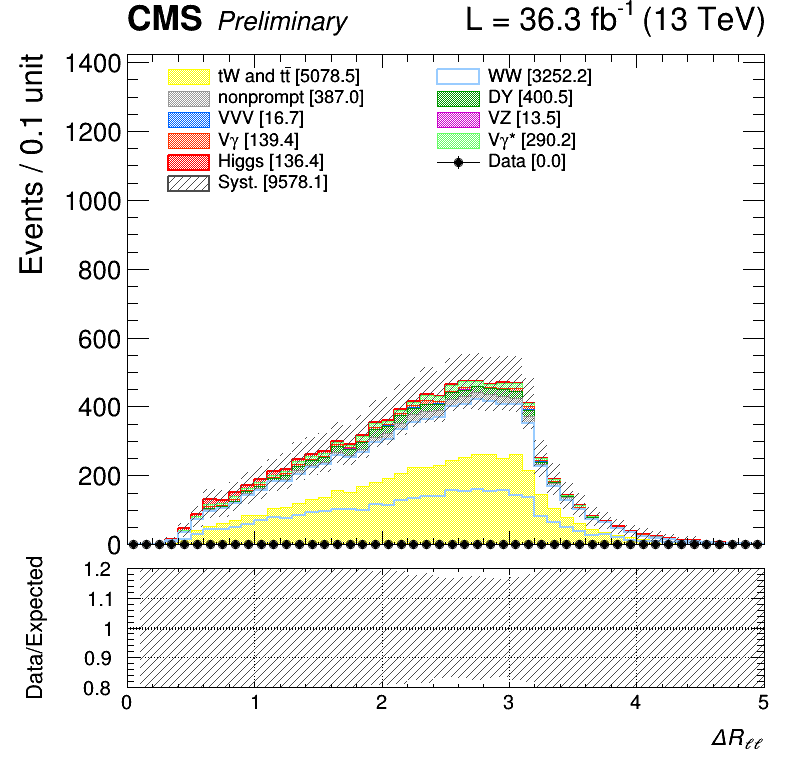 CMS Preliminary L = 36.3 fb⁻¹ (13 TeV)
Events / 0.1 unit
1400
1200
1000
800
600
400
200
0
tW and tt̄ [5078.5]
nonprompt [387.0]
VVV [16.7]
Vγ [139.4]
Higgs [136.4]
Syst. [9578.1]
WW [3252.2]
DY [400.5]
VZ [13.5]
Vγ* [290.2]
Data [0.0]
Data/Expected
1.2
1.1
1
0.9
0.8
0 1 2 3 4 5
ΔRℓℓ